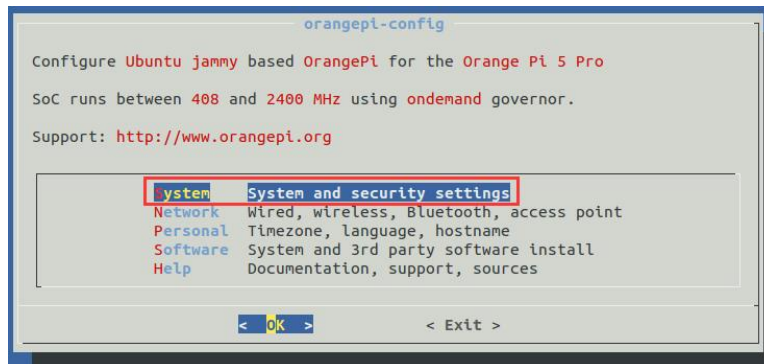 orangepi-config
Configure Ubuntu jammy based OrangePi for the Orange Pi 5 Pro
SoC runs between 408 and 2400 MHz using ondemand governor.
Support: http://www.orangepi.org
System System and security settings
Network Wired, wireless, Bluetooth, access point
Personal Timezone, language, hostname
Software System and 3rd party software install
Help Documentation, support, sources
< OK > < Exit >